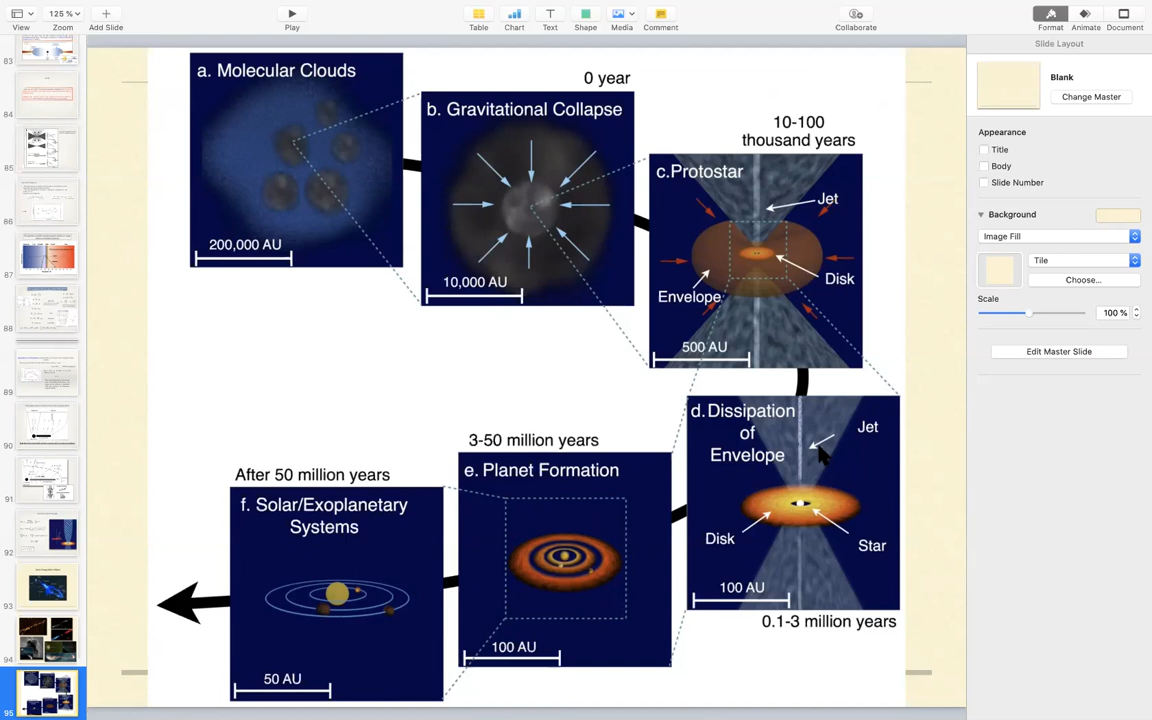 125 %
View
Zoom
Add Slide
Play
Table
Chart
Text
Shape
Media
Comment
Collaborate
Format
Animate
Document
83
84
85
86
87
88
89
90
91
92
93
94
95
a. Molecular Clouds
200,000 AU
0 year
b. Gravitational Collapse
10,000 AU
10-100
thousand years
c.Protostar
Jet
Disk
Envelope
500 AU
d.Dissipation
of
Envelope
Jet
Disk
Star
100 AU
0.1-3 million years
3-50 million years
e. Planet Formation
100 AU
After 50 million years
f. Solar/Exoplanetary
Systems
50 AU
Slide Layout
Blank
Change Master
Appearance
Title
Body
Slide Number
Background
Image Fill
Tile
Choose...
Scale
100 %
Edit Master Slide